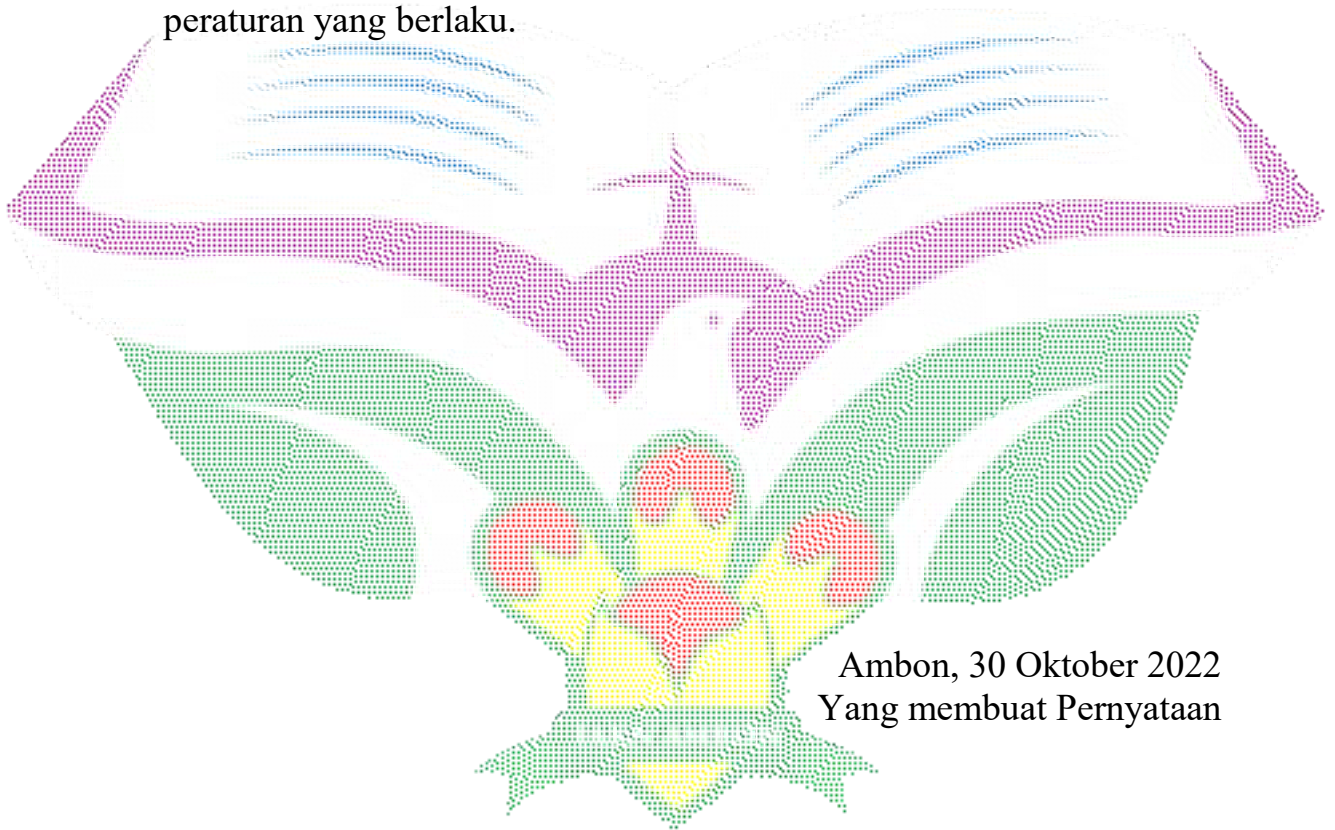 peraturan yang berlaku.
Ambon, 30 Oktober 2022
Yang membuat Pernyataan